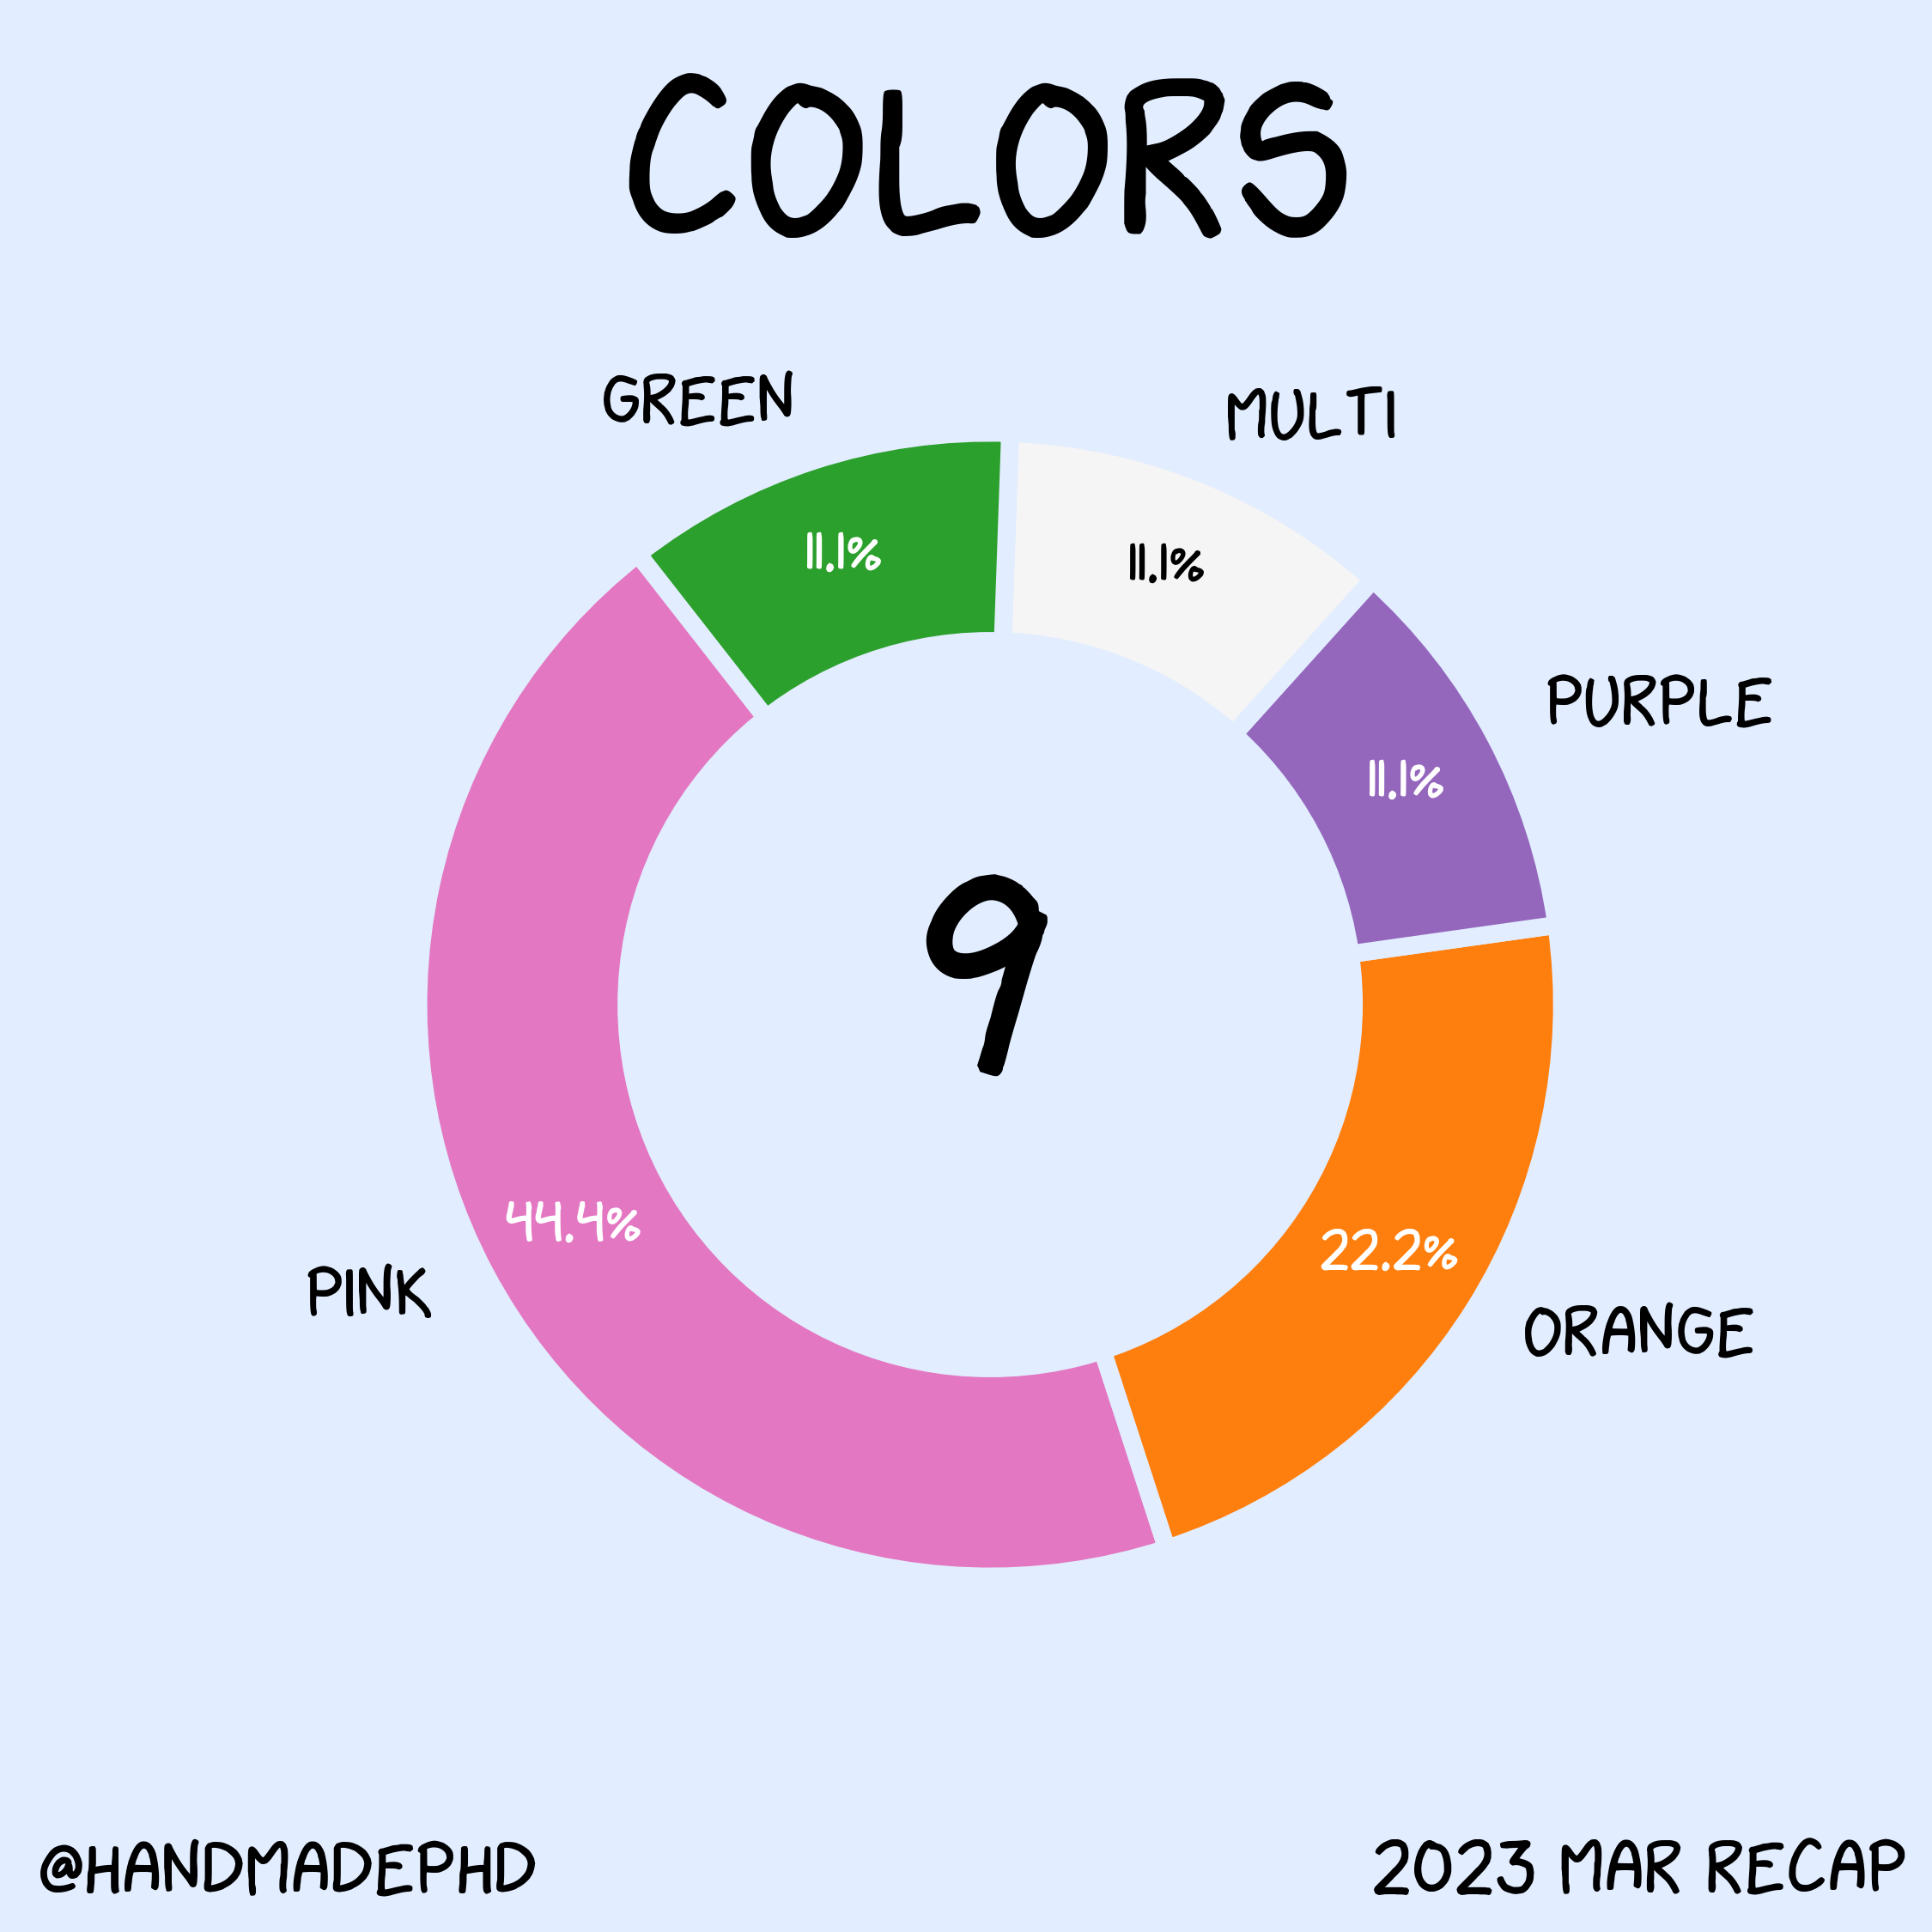 COLORS
GREEN
MULTI
11.1%
11.1%
PURPLE
11.1%
9
44.4%
22.2%
PINK
ORANGE
@HANDMADEPHD
2023 MAR RECAP